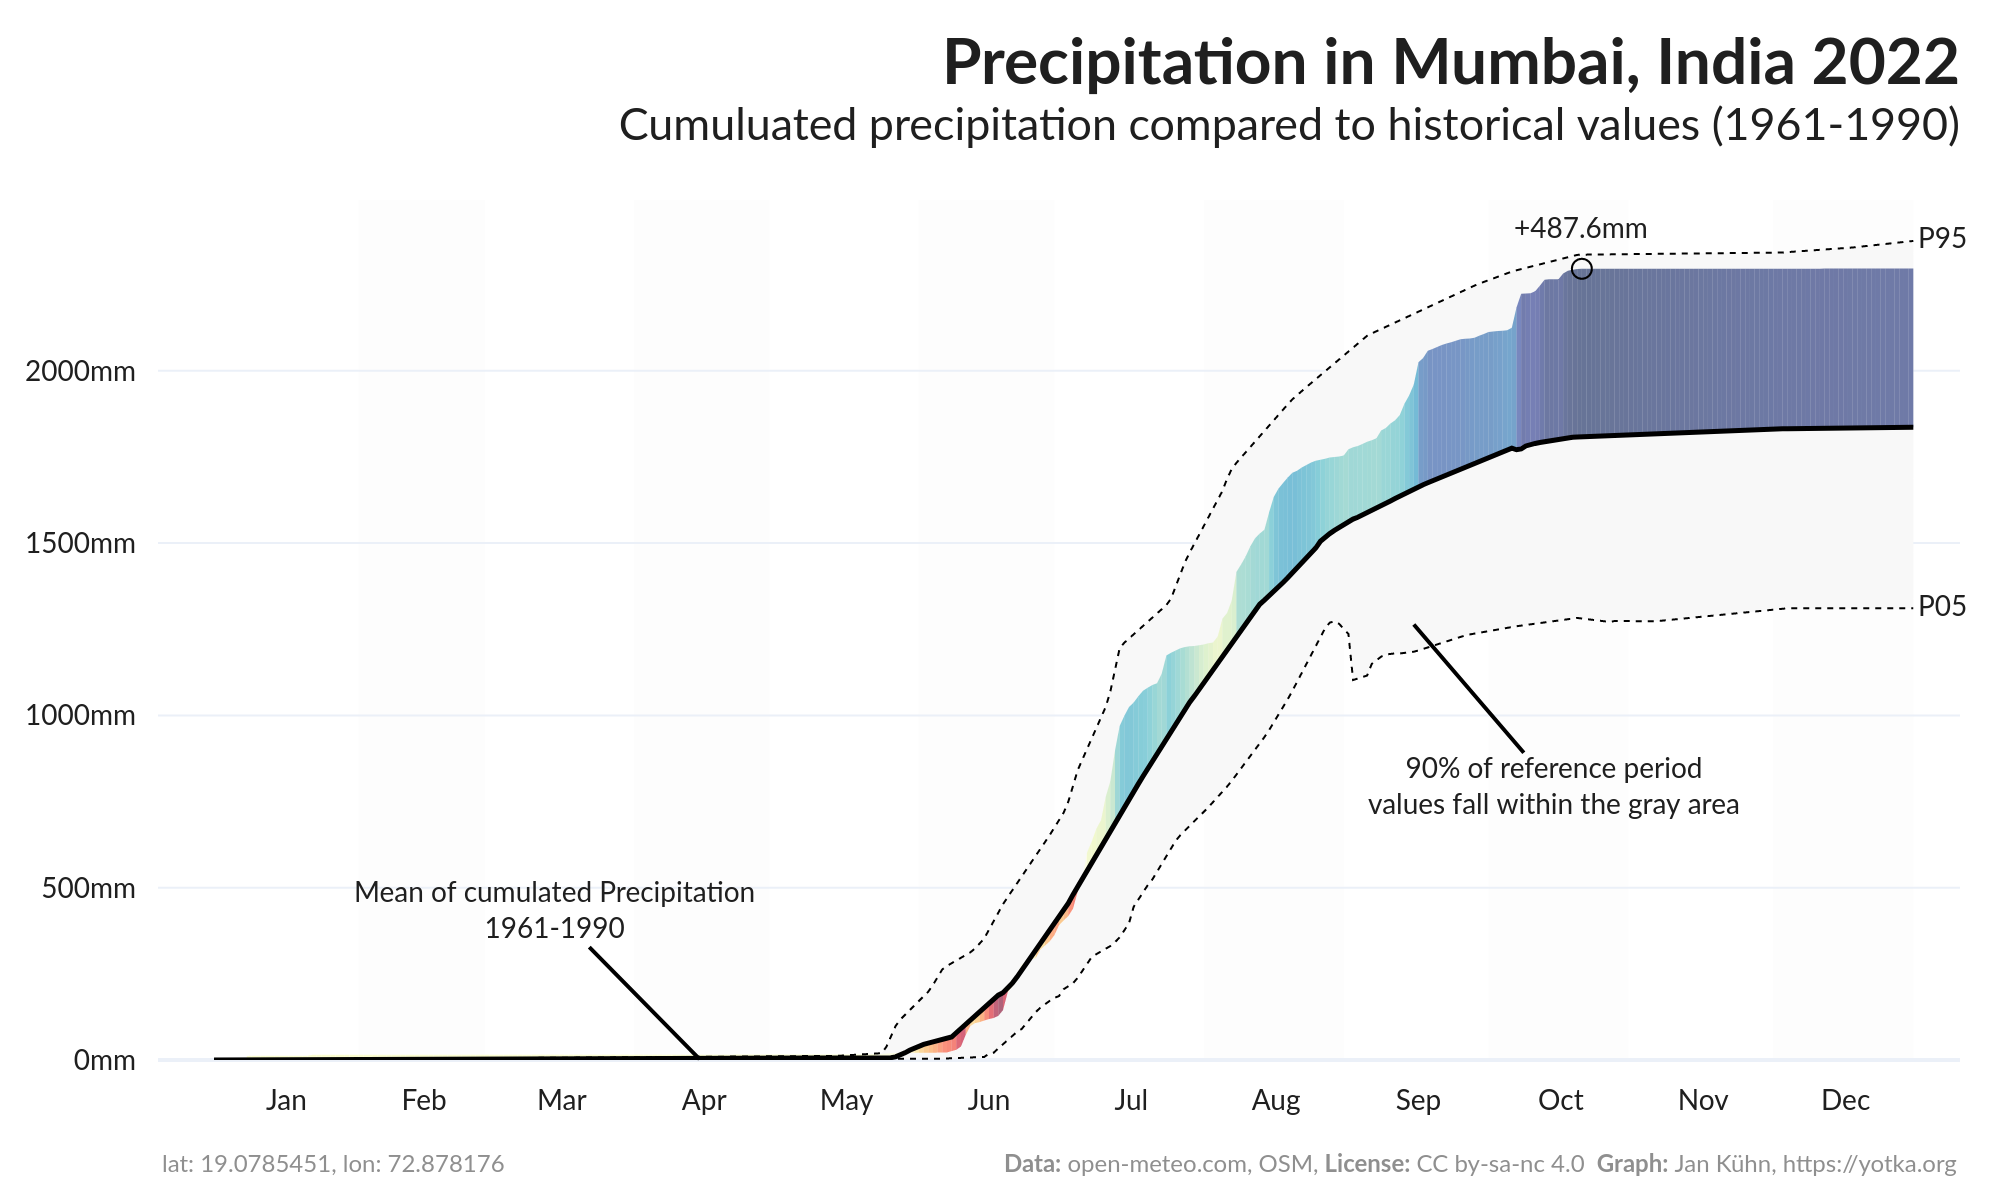 Precipitation in Mumbai, India 2022
Cumuluated precipitation compared to historical values (1961-1990)
+487.6mm
P95
2000mm
1500mm
P05
1000mm
90% of reference period
values fall within the gray area
500mm
Mean of cumulated Precipitation
1961-1990
0mm
Jan Feb Mar Apr May Jun Jul Aug Sep Oct Nov Dec
lat: 19.0785451, lon: 72.878176
Data: open-meteo.com, OSM, License: CC by-sa-nc 4.0 Graph: Jan Kühn, https://yotka.org